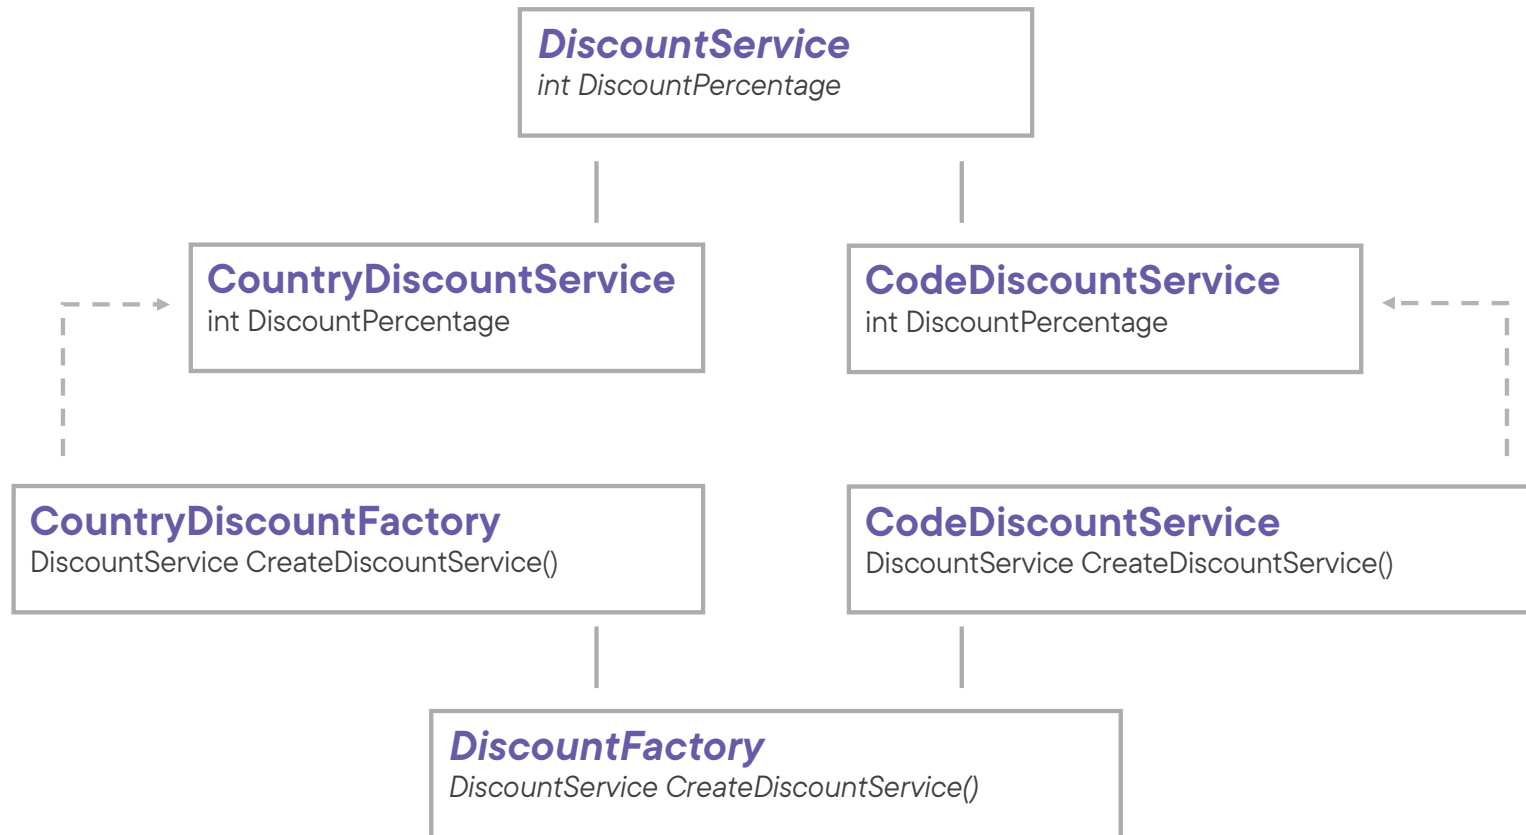 DiscountService
int DiscountPercentage
CountryDiscountService
int DiscountPercentage
CodeDiscountService
int DiscountPercentage
CountryDiscountFactory
DiscountService CreateDiscountService()
CodeDiscountService
DiscountService CreateDiscountService()
DiscountFactory
DiscountService CreateDiscountService()